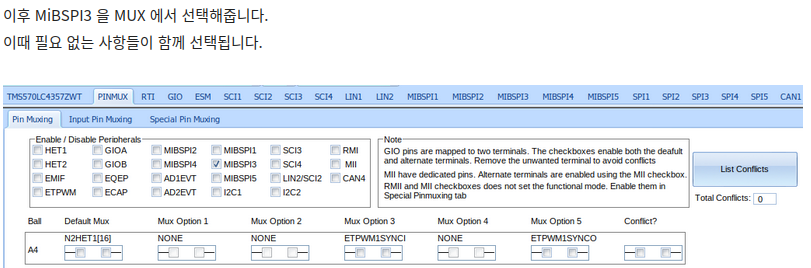 이후 MiBSPI3 을 MUX 에서 선택해줍니다.
이때 필요 없는 사항들이 함께 선택됩니다.
TMS570LC4357ZWT PINMUX RTI GIO ESM SCI1 SCI2 SCI3 SCI4 LIN1 LIN2 MIBSPI1 MIBSPI2 MIBSPI3 MIBSPI4 MIBSPI5 SPI1 SPI2 SPI3 SPI4 SPI5 CAN1
Pin Muxing Input Pin Muxing Special Pin Muxing
Enable / Disable Peripherals
HET1 GIOA MIBSPI2 MIBSPI1 SCI3 RMI
HET2 GIOB MIBSPI4 MIBSPI3 SCI4 MII
EMIF EQEP AD1EVT MIBSPI5 LIN2/SCI2 CAN4
ETPWM ECAP AD2EVT I2C1 I2C2
Note
GIO pins are mapped to two terminals. The checkboxes enable both the deafult
and alternate terminals. Remove the unwanted terminal to avoid conflicts
MII have dedicated pins. Alternate terminals are enabled using the MII checkbox.
RMII and MII checkboxes does not set the functional mode. Enable them in
Special Pinmuxing tab
List Conflicts
Total Conflicts: 0
Ball Default Mux Mux Option 1 Mux Option 2 Mux Option 3 Mux Option 4 Mux Option 5 Conflict?
A4 N2HET1[16] NONE NONE ETPWM1SYNCI NONE ETPWM1SYNCO